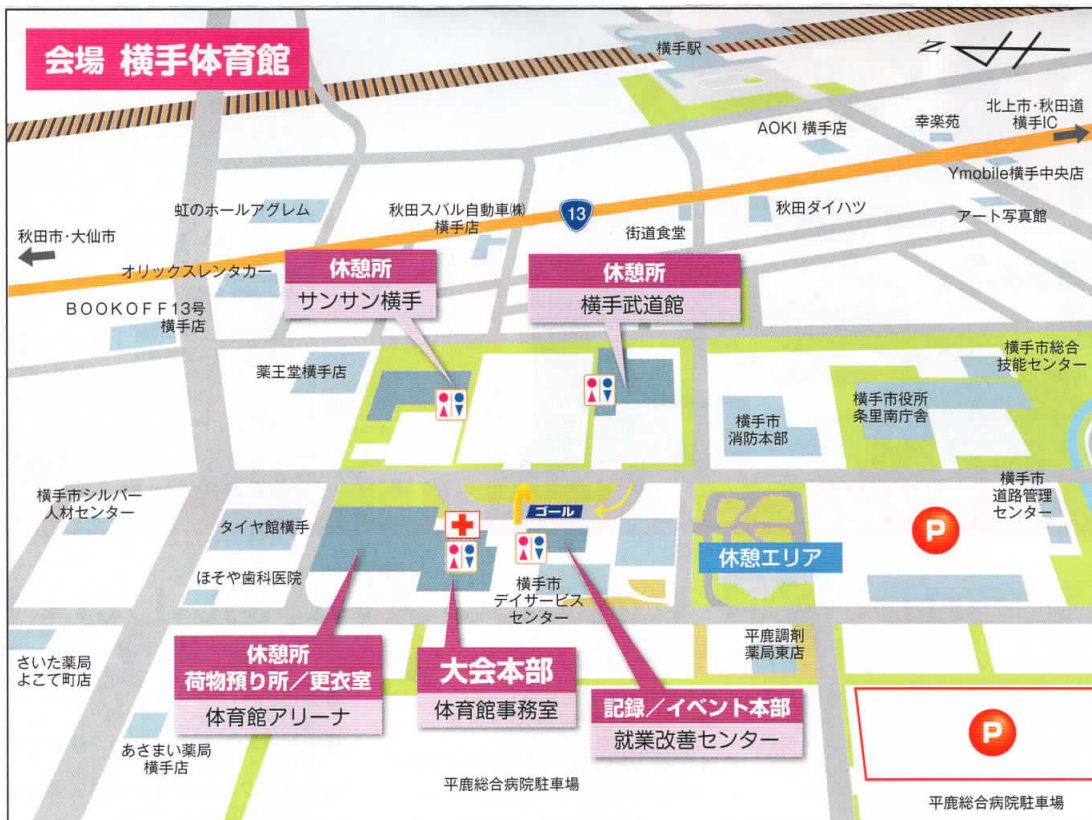 会場 横手体育館
横手駅
N
北上市・秋田道
横手IC
幸楽苑
AOKI 横手店
Ymobile横手中央店
虹のホールアグレム
秋田スバル自動車㈱
横手店
13
秋田ダイハツ
アート写真館
街道食堂
秋田市・大仙市
オリックスレンタカー
休憩所
サンサン横手
休憩所
横手武道館
BOOKOFF13号
横手店
薬王堂横手店
横手市総合
技能センター
横手市役所
条里南庁舎
横手市
消防本部
横手市シルバー
人材センター
タイヤ館横手
ゴール
横手市
道路管理
センター
P
休憩エリア
ほそや歯科医院
横手市
デイサービス
センター
さいた薬局
よこて町店
休憩所
荷物預り所／更衣室
体育館アリーナ
大会本部
体育館事務室
記録／イベント本部
就業改善センター
平鹿調剤
薬局東店
あさまい薬局
横手店
P
平鹿総合病院駐車場
平鹿総合病院駐車場